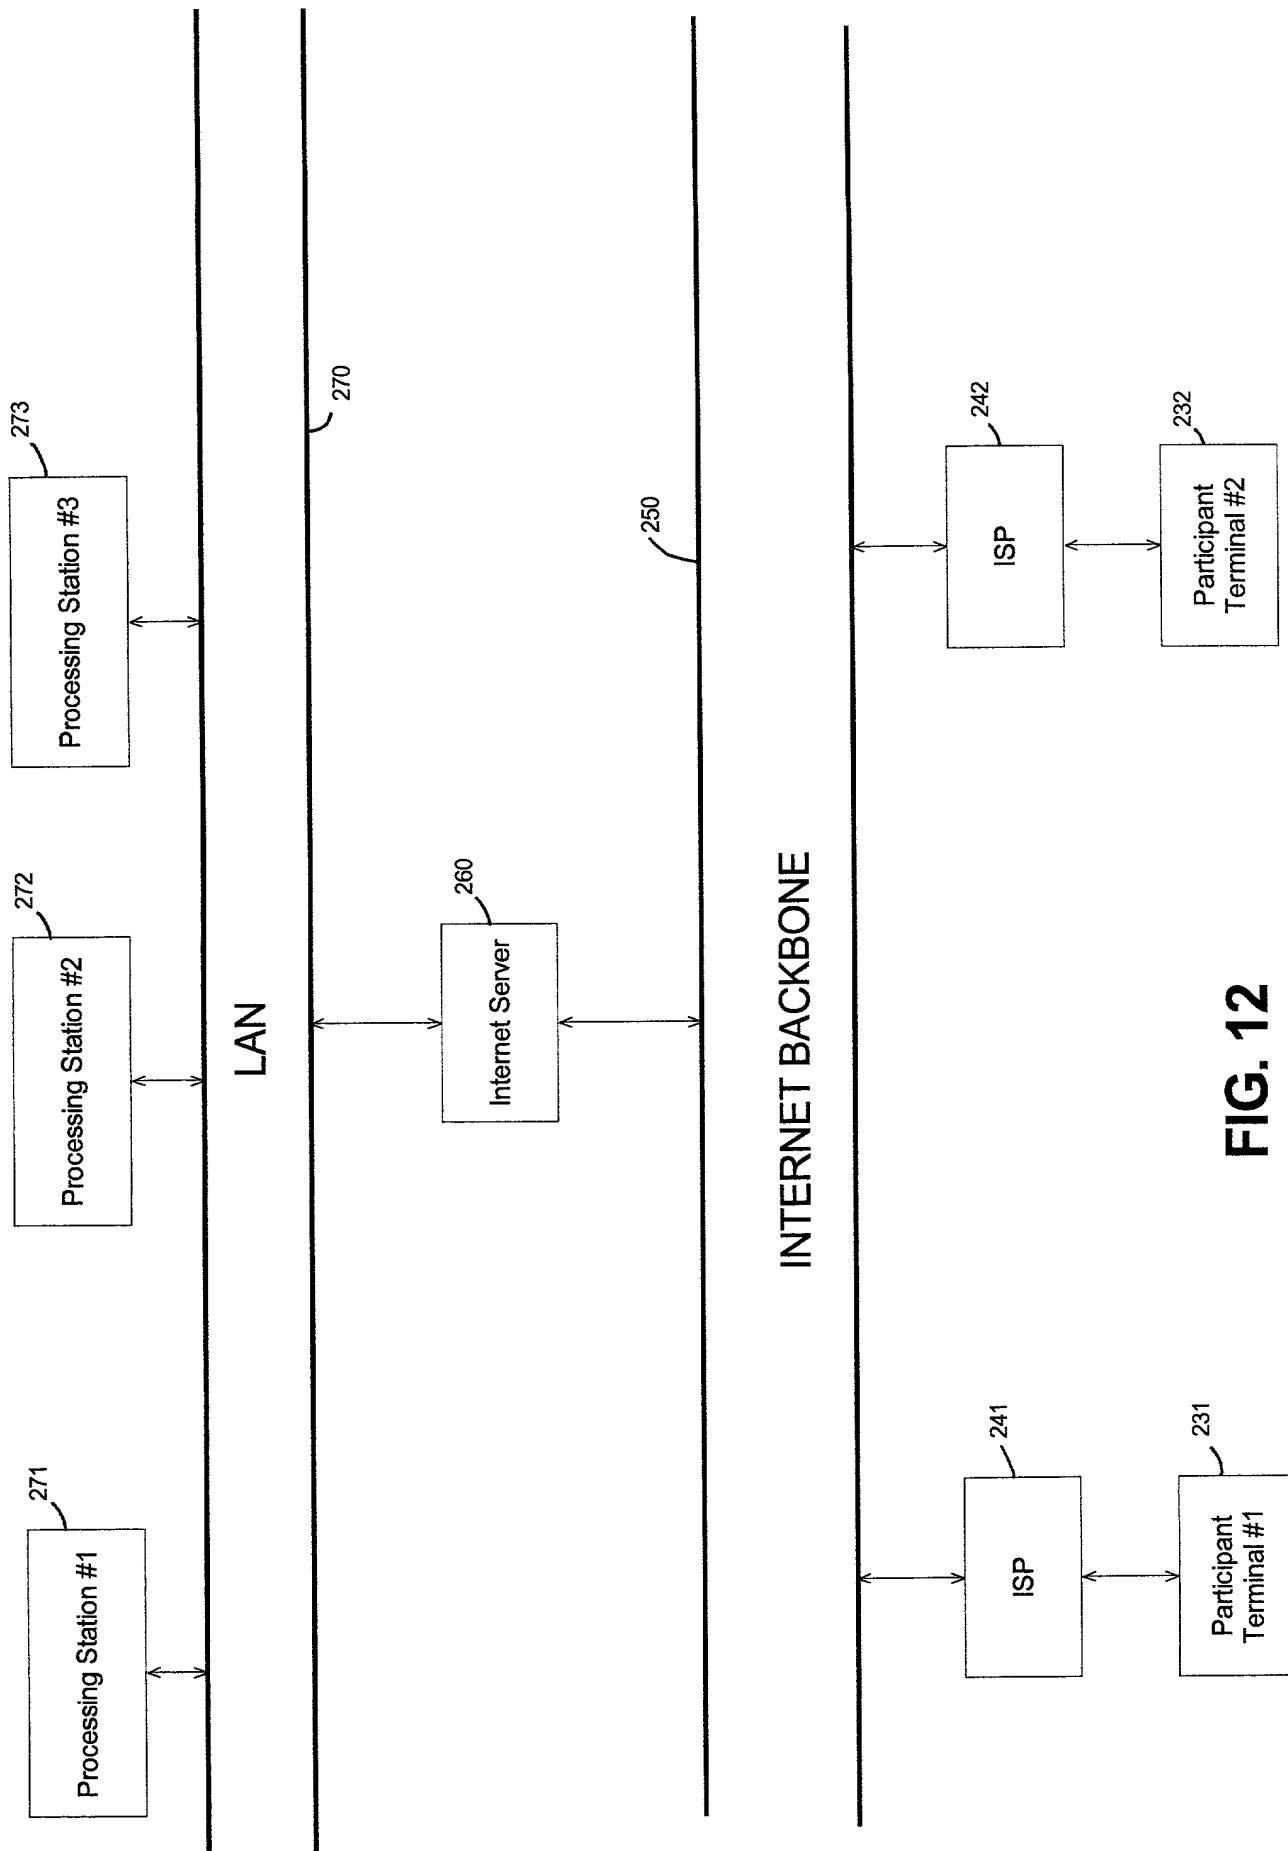 271
Processing Station #1
272
Processing Station #2
273
Processing Station #3
LAN
270
260
Internet Server
250
INTERNET BACKBONE
241
ISP
242
ISP
231
Participant
Terminal #1
232
Participant
Terminal #2
FIG. 12